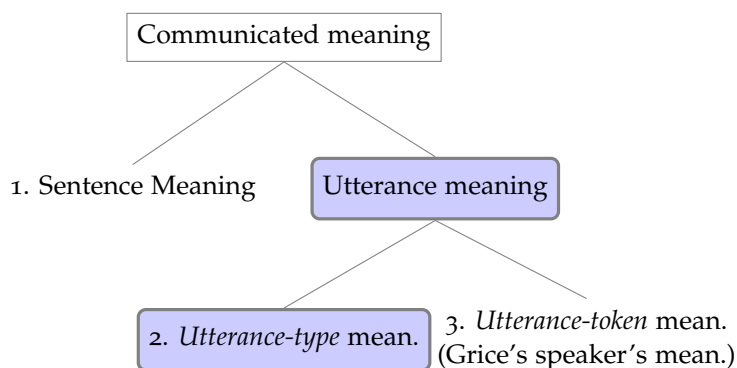 Communicated meaning
1. Sentence Meaning
Utterance meaning
2. Utterance-type mean.
3. Utterance-token mean.
(Grice's speaker's mean.)